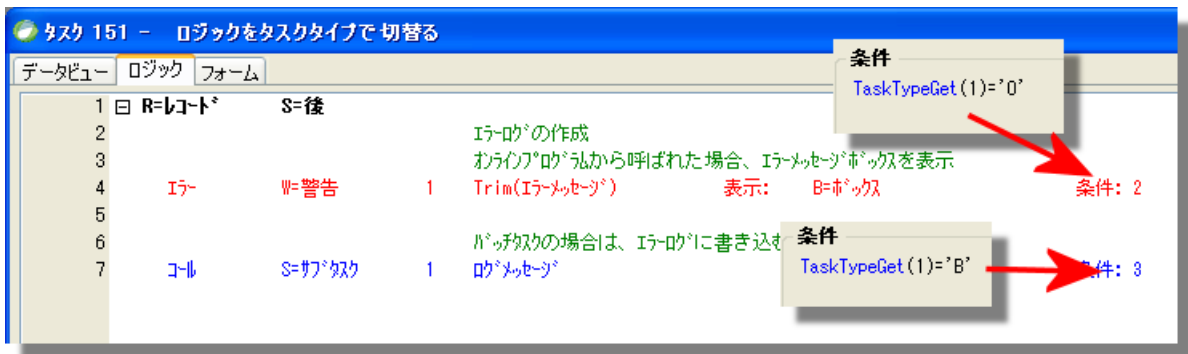 タスク 151 - ロジックをタスクタイプで切替る
データビュー ロジック フォーム
条件
TaskTypeGet(1)='O'
1 R=ﾚｺｰﾄﾞ S=後
2 ｴﾗｰﾛｸﾞの作成
3 ｵﾝﾗｲﾝﾌﾟﾛｸﾞﾗﾑから呼ばれた場合、ｴﾗｰﾒｯｾｰｼﾞﾎﾞｯｸｽを表示
4 ｴﾗｰ W=警告 1 Trim(ｴﾗｰﾒｯｾｰｼﾞ) 表示: B=ﾎﾞｯｸｽ 条件: 2
5
6 ﾊﾞｯﾁﾀｽｸの場合は、ｴﾗｰﾛｸﾞに書き込む
条件
TaskTypeGet(1)='B'
7 ｺｰﾙ S=ｻﾌﾞﾀｽｸ 1 ﾛｸﾞﾒｯｾｰｼﾞ 条件: 3